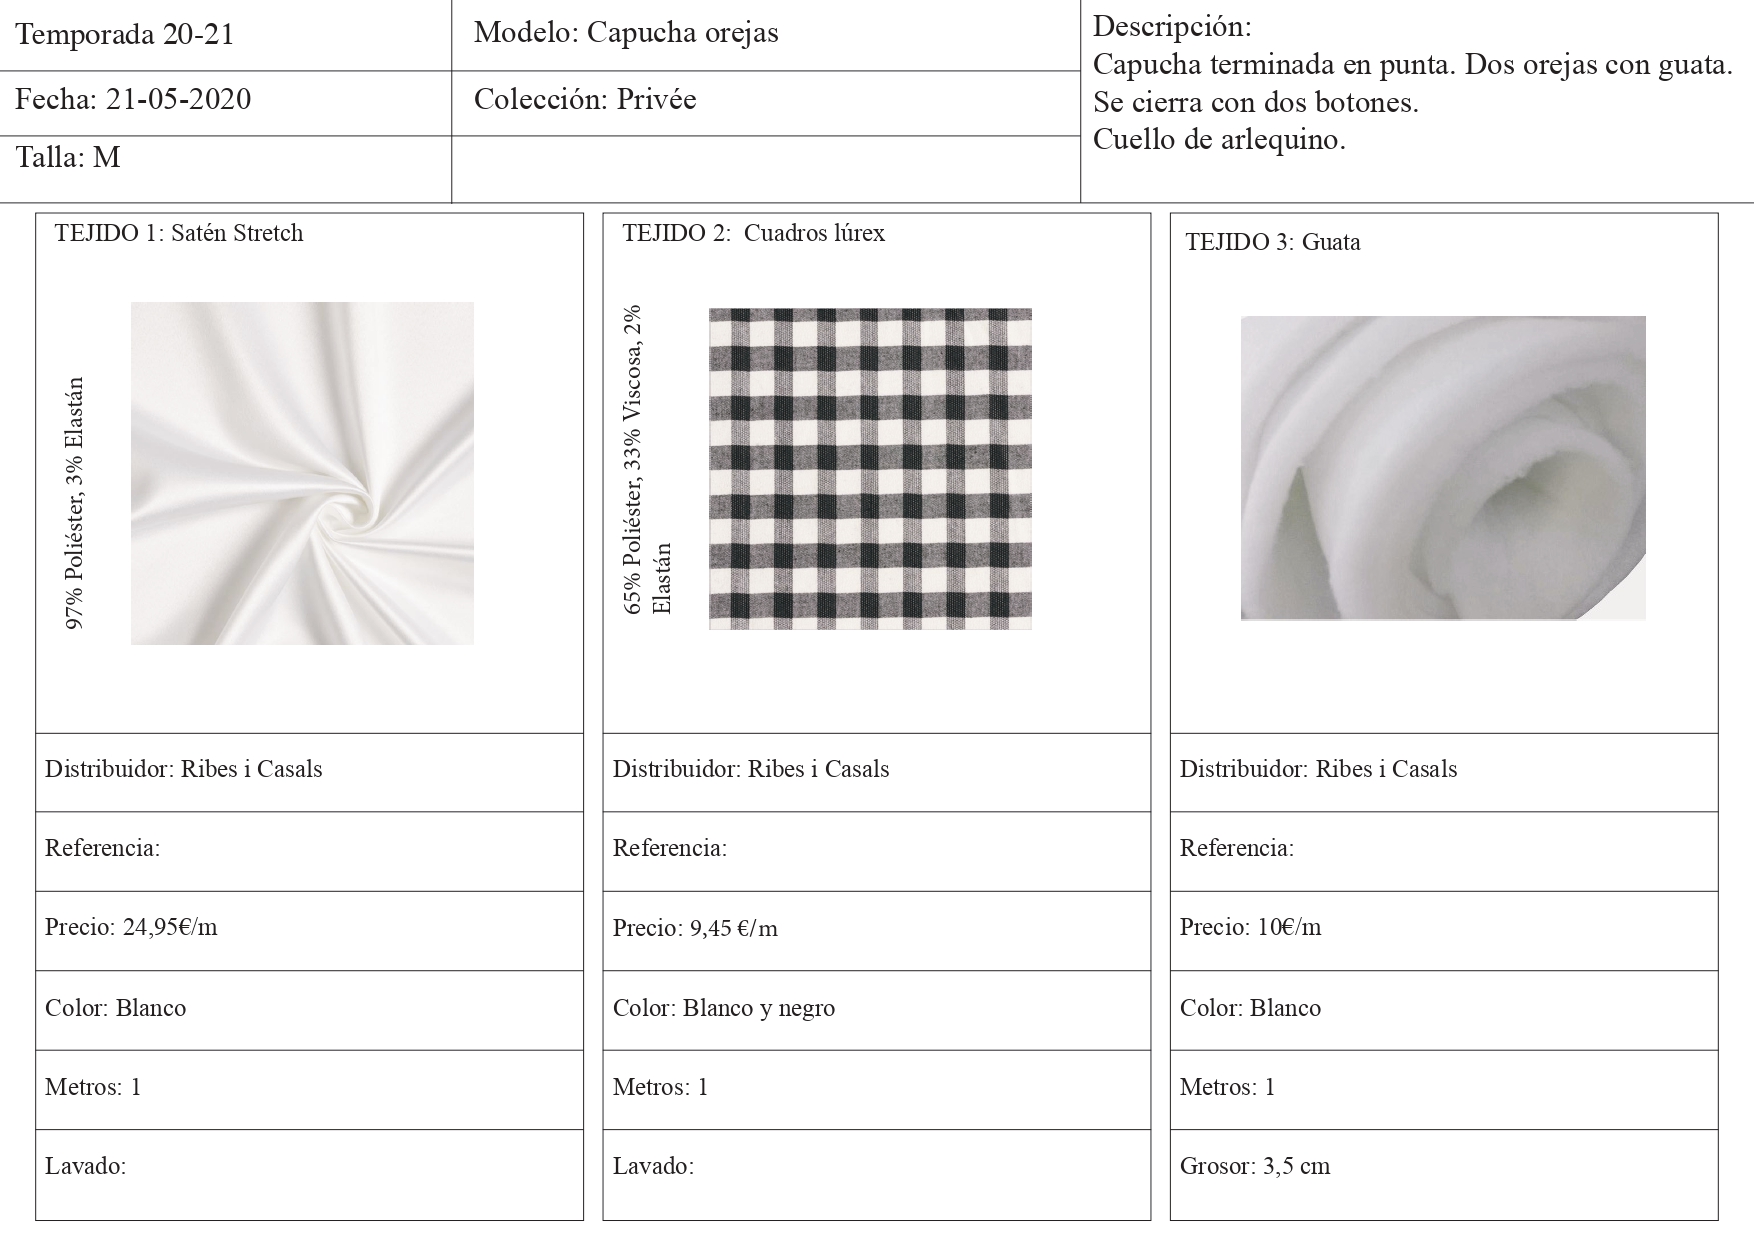 Temporada 20-21
Modelo: Capucha orejas
Descripción:
Capucha terminada en punta. Dos orejas con guata.
Se cierra con dos botones.
Cuello de arlequino.
Fecha: 21-05-2020
Colección: Privée
Talla: M
TEJIDO 1: Satén Stretch
97% Poliéster, 3% Elastán
Distribuidor: Ribes i Casals
Referencia:
Precio: 24,95€/m
Color: Blanco
Metros: 1
Lavado:
TEJIDO 2:  Cuadros lúrex
65% Poliéster, 33% Viscosa, 2%
Elastán
Distribuidor: Ribes i Casals
Referencia:
Precio: 9,45 €/m
Color: Blanco y negro
Metros: 1
Lavado:
TEJIDO 3: Guata
Distribuidor: Ribes i Casals
Referencia:
Precio: 10€/m
Color: Blanco
Metros: 1
Grosor: 3,5 cm